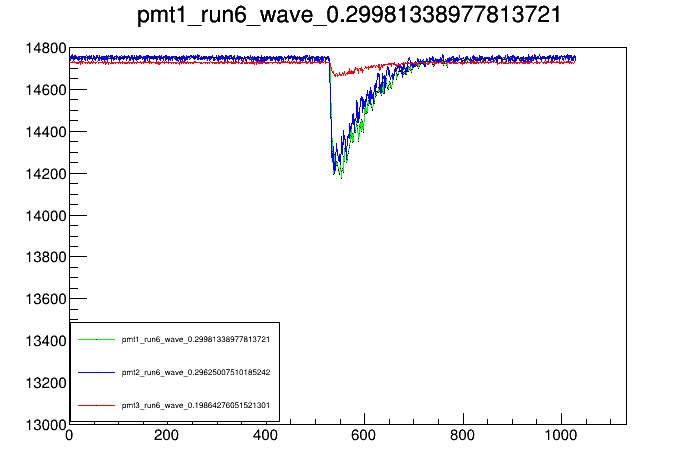 pmt1_run6_wave_0.29981338977813721
14800
14600
14400
14200
14000
13800
13600
13400
13200
13000
pmt1_run6_wave_0.29981338977813721
pmt2_run6_wave_0.29625007510185242
pmt3_run6_wave_0.19864276051521301
0 200 400 600 800 1000